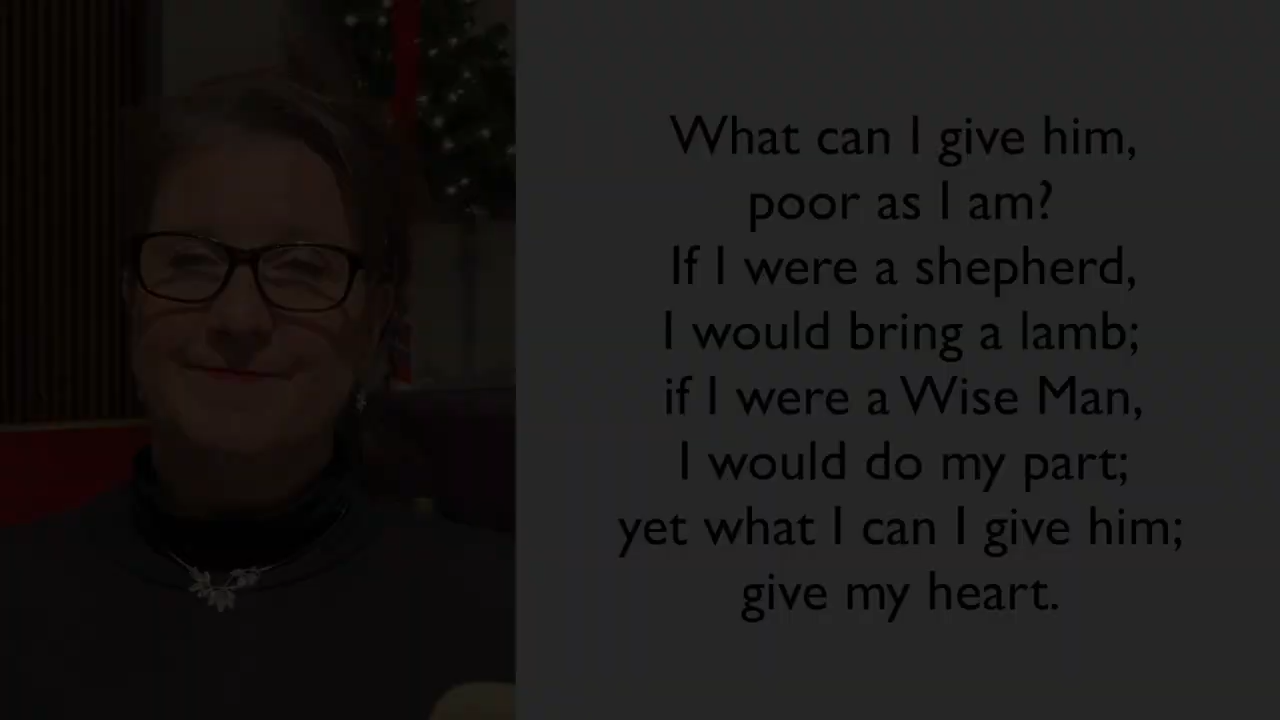 What can I give him,
poor as I am?
If I were a shepherd,
I would bring a lamb;
if I were a Wise Man,
I would do my part;
yet what I can I give him;
give my heart.